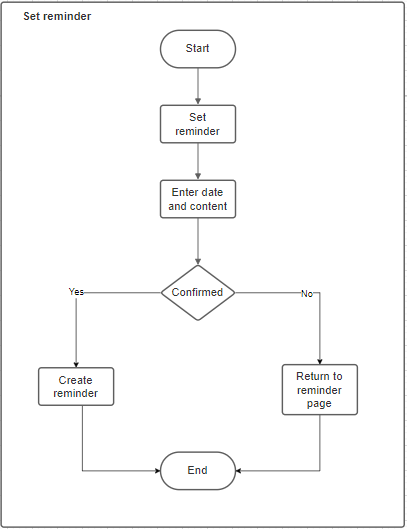 Set reminder
Start
Set
reminder
Enter date
and content
Confirmed
Yes
No
Create
reminder
Return to
reminder
page
End